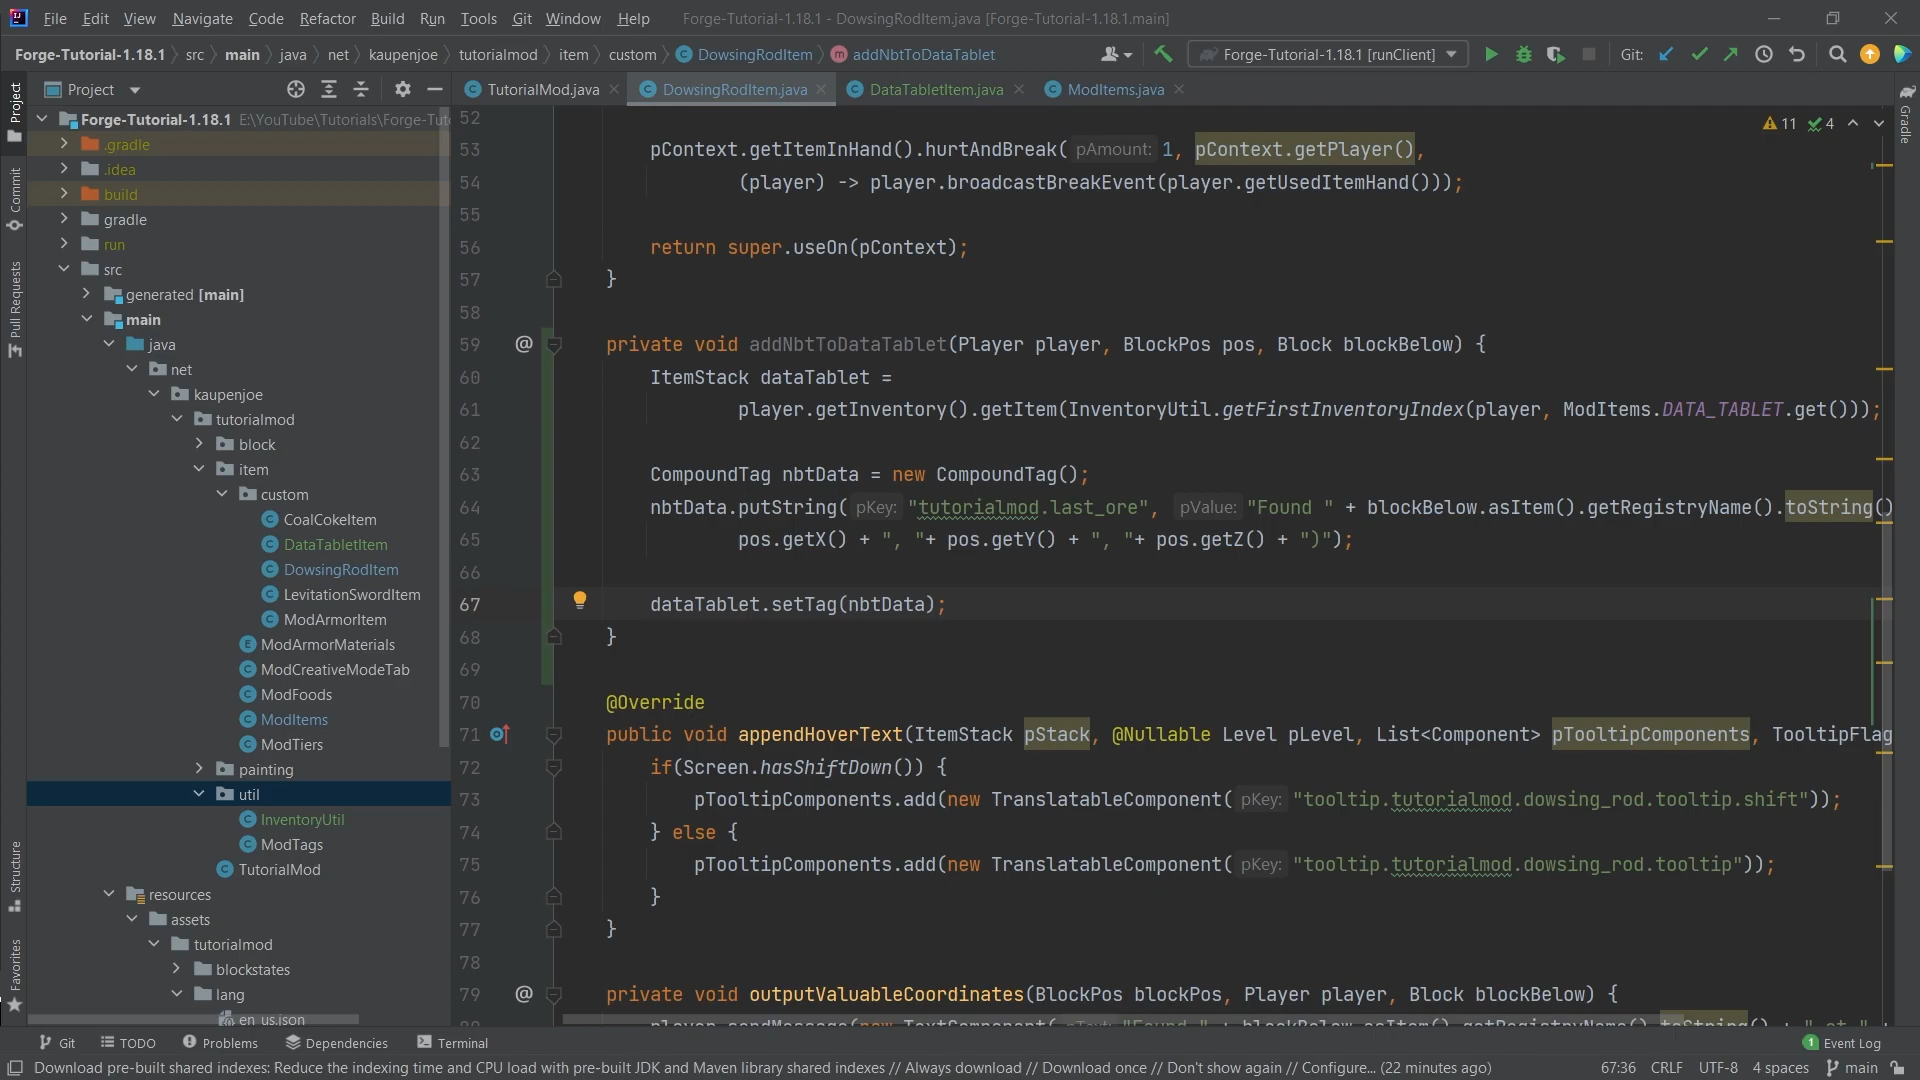 File Edit View Navigate Code Refactor Build Run Tools Git Window Help Forge-Tutorial-1.18.1 - DowsingRodItem.java [Forge-Tutorial-1.18.1.main]
Forge-Tutorial-1.18.1 src main java net kaupenjoe tutorialmod item custom DowsingRodItem addNbtToDataTablet Forge-Tutorial-1.18.1 [runClient] Git:
Project TutorialMod.java DowsingRodItem.java DataTabletItem.java ModItems.java
Project
Commit
Pull Requests
Structure
Favorites
Gradle
Forge-Tutorial-1.18.1 E:\YouTube\Tutorials\Forge-Tuto
.gradle
.idea
build
gradle
run
src
generated [main]
main
java
net
kaupenjoe
tutorialmod
block
item
custom
CoalCokeItem
DataTabletItem
DowsingRodItem
LevitationSwordItem
ModArmorItem
ModArmorMaterials
ModCreativeModeTab
ModFoods
ModItems
ModTiers
painting
util
InventoryUtil
ModTags
TutorialMod
resources
assets
tutorialmod
blockstates
lang
en_us.json
11 4
52
53 pContext.getItemInHand().hurtAndBreak( pAmount: 1, pContext.getPlayer(),
54 (player) -> player.broadcastBreakEvent(player.getUsedItemHand()));
55
56 return super.useOn(pContext);
57 }
58
59 @ private void addNbtToDataTablet(Player player, BlockPos pos, Block blockBelow) {
60 ItemStack dataTablet =
61 player.getInventory().getItem(InventoryUtil.getFirstInventoryIndex(player, ModItems.DATA_TABLET.get()));
62
63 CompoundTag nbtData = new CompoundTag();
64 nbtData.putString( pKey: "tutorialmod.last_ore", pValue: "Found " + blockBelow.asItem().getRegistryName().toString()
65 pos.getX() + ", "+ pos.getY() + ", "+ pos.getZ() + ")");
66
67 dataTablet.setTag(nbtData);
68 }
69
70 @Override
71 public void appendHoverText(ItemStack pStack, @Nullable Level pLevel, List<Component> pTooltipComponents, TooltipFlag
72 if(Screen.hasShiftDown()) {
73 pTooltipComponents.add(new TranslatableComponent( pKey: "tooltip.tutorialmod.dowsing_rod.tooltip.shift"));
74 } else {
75 pTooltipComponents.add(new TranslatableComponent( pKey: "tooltip.tutorialmod.dowsing_rod.tooltip"));
76 }
77 }
78
79 @ private void outputValuableCoordinates(BlockPos blockPos, Player player, Block blockBelow) {
Git TODO Problems Dependencies Terminal 1 Event Log
Download pre-built shared indexes: Reduce the indexing time and CPU load with pre-built JDK and Maven library shared indexes // Always download // Download once // Don't show again // Configure... (22 minutes ago) 67:36 CRLF UTF-8 4 spaces main